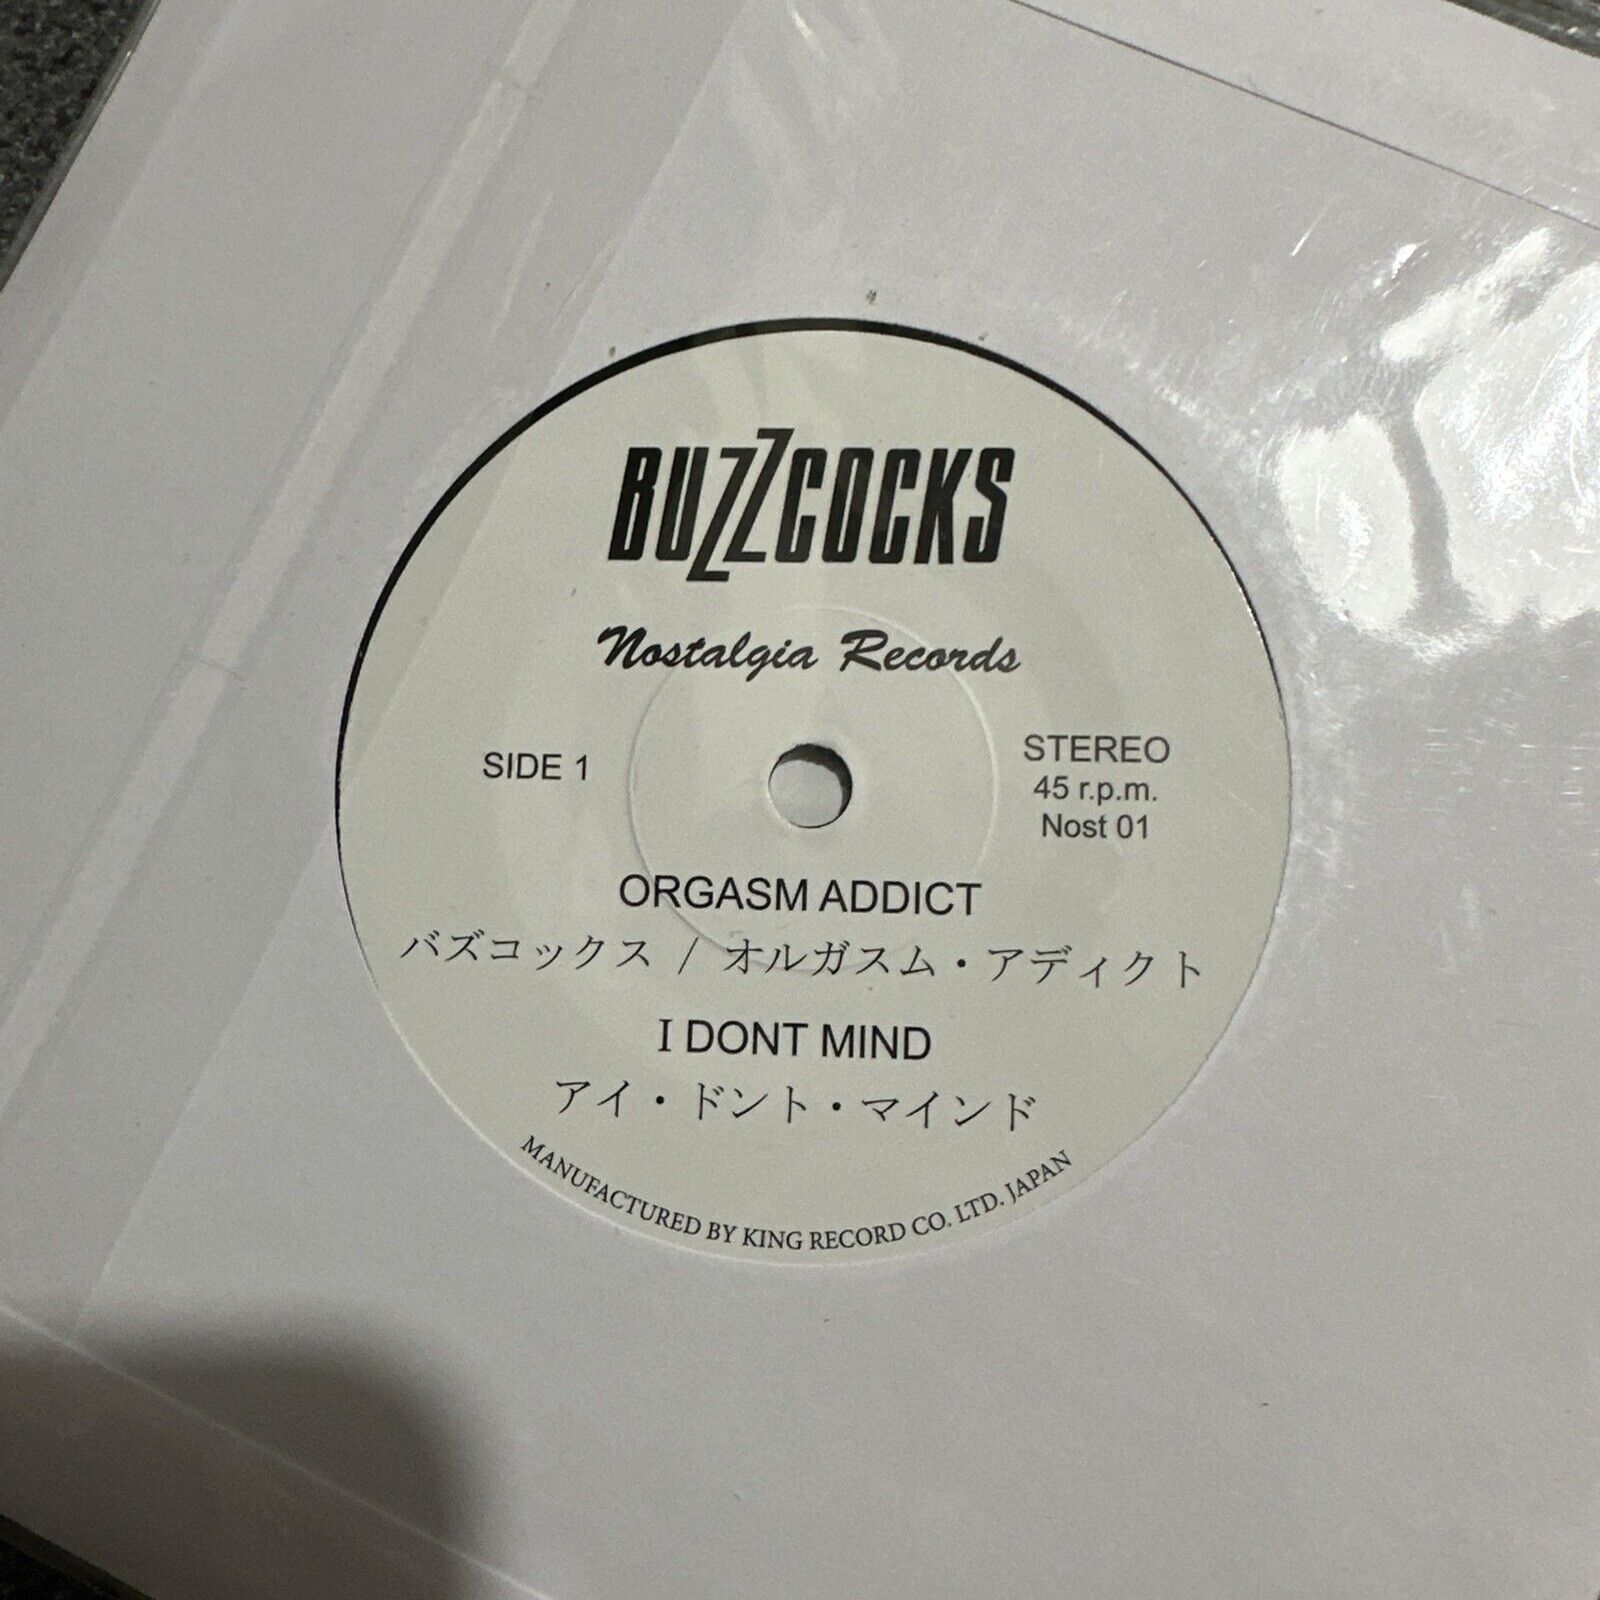 BUZZCOCKS
Nostalgia Records
SIDE 1
STEREO
45 r.p.m.
Nost 01
ORGASM ADDICT
バズコックス / オルガスム・アディクト
I DONT MIND
アイ・ドント・マインド
MANUFACTURED BY KING RECORD CO. LTD. JAPAN